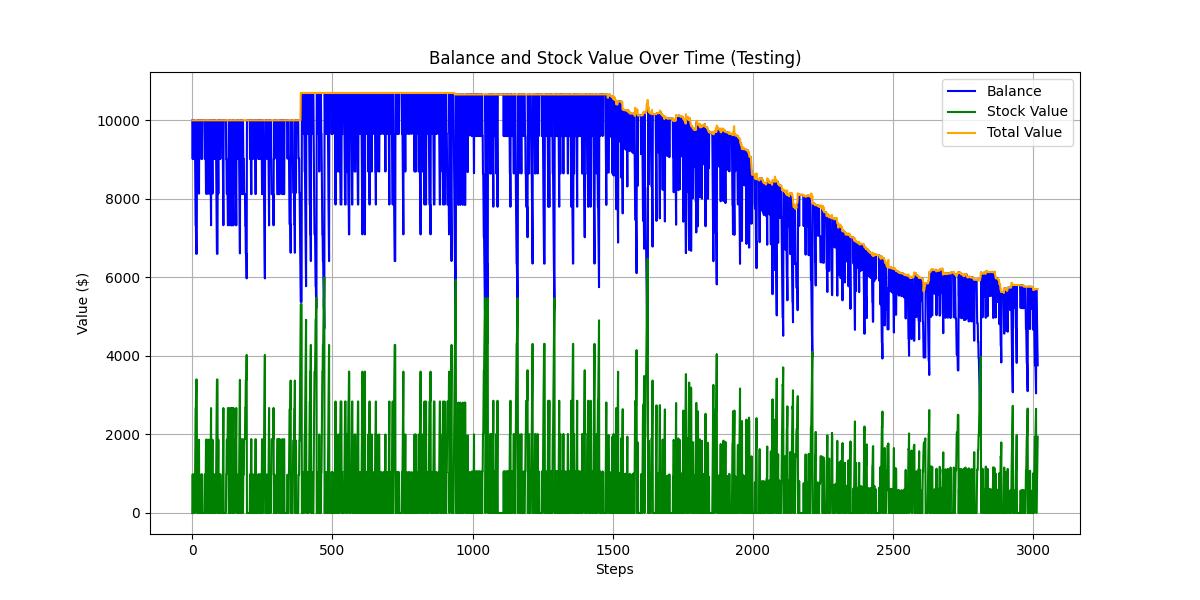 Balance and Stock Value Over Time (Testing)
Balance
Stock Value
Total Value
Value ($)
10000
8000
6000
4000
2000
0
0 500 1000 1500 2000 2500 3000
Steps